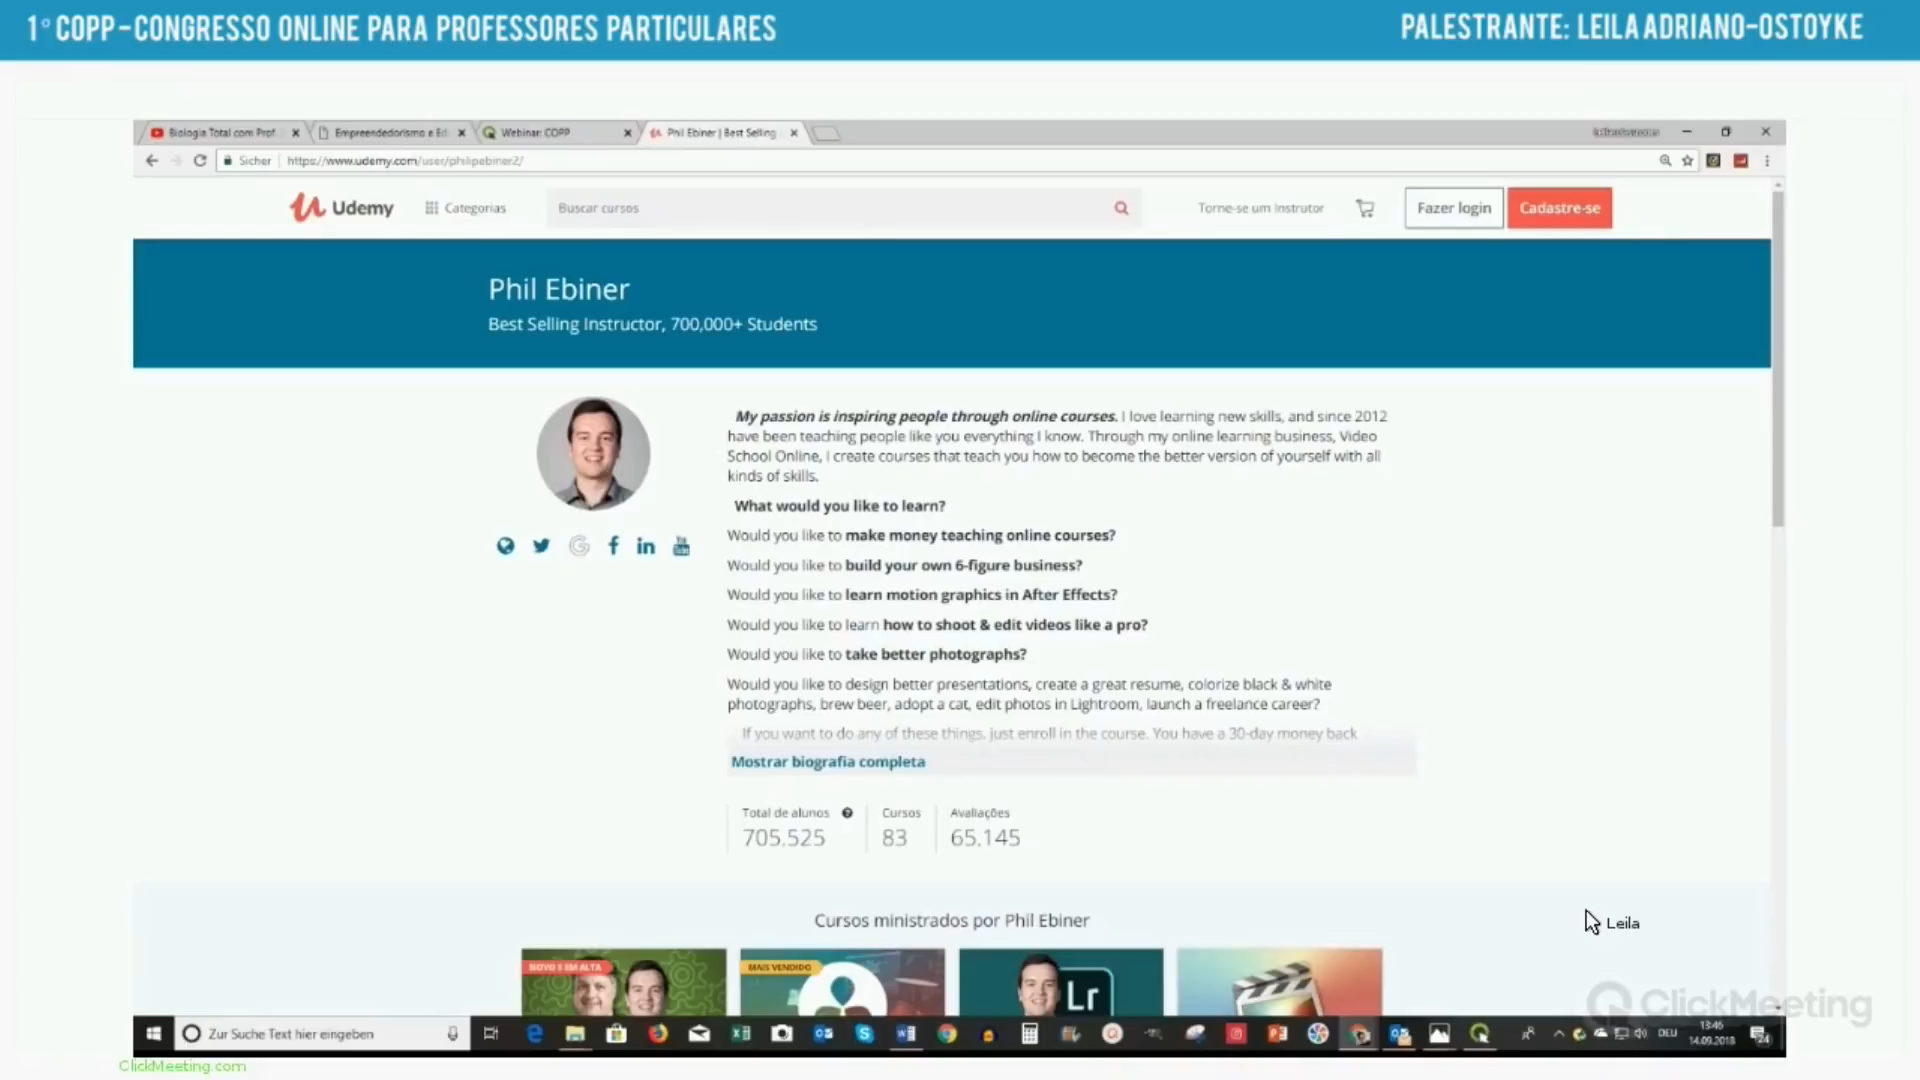 1º COPP - CONGRESSO ONLINE PARA PROFESSORES PARTICULARES
PALESTRANTE: LEILA ADRIANO-OSTOYKE
Biologia Total com Prof.
Empreendedorismo e Ed
Webinar: COPP
Phil Ebiner | Best Selling
Sicher
https://www.udemy.com/user/philipebiner2/
Udemy
Categorias
Buscar cursos
Torne-se um Instrutor
Fazer login
Cadastre-se
Phil Ebiner
Best Selling Instructor, 700,000+ Students
My passion is inspiring people through online courses. I love learning new skills, and since 2012
have been teaching people like you everything I know. Through my online learning business, Video
School Online, I create courses that teach you how to become the better version of yourself with all
kinds of skills.
What would you like to learn?
Would you like to make money teaching online courses?
Would you like to build your own 6-figure business?
Would you like to learn motion graphics in After Effects?
Would you like to learn how to shoot & edit videos like a pro?
Would you like to take better photographs?
Would you like to design better presentations, create a great resume, colorize black & white
photographs, brew beer, adopt a cat, edit photos in Lightroom, launch a freelance career?
If you want to do any of these things, just enroll in the course. You have a 30-day money back
Mostrar biografia completa
Total de alunos
Cursos
Avaliações
705.525
83
65.145
Cursos ministrados por Phil Ebiner
Leila
NOVO E EM ALTA
MAIS VENDIDO
Lr
ClickMeeting
Zur Suche Text hier eingeben
DEU
13:46
14.09.2018
24
ClickMeeting.com